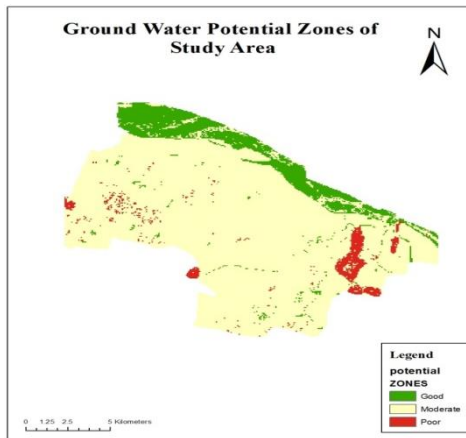 Ground Water Potential Zones of
Study Area
N
Legend
potential
ZONES
Good
Moderate
Poor
0 1.25 2.5 5 Kilometers